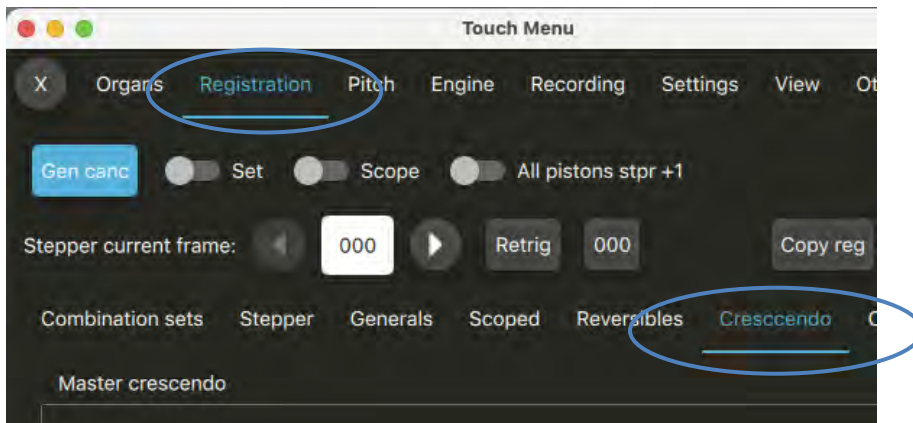 Touch Menu
X Organs Registration Pitch Engine Recording Settings View Ot
Gen canc Set Scope All pistons stpr +1
Stepper current frame: 000 Retrig 000 Copy reg
Combination sets Stepper Generals Scoped Reversibles Cresccendo
Master crescendo